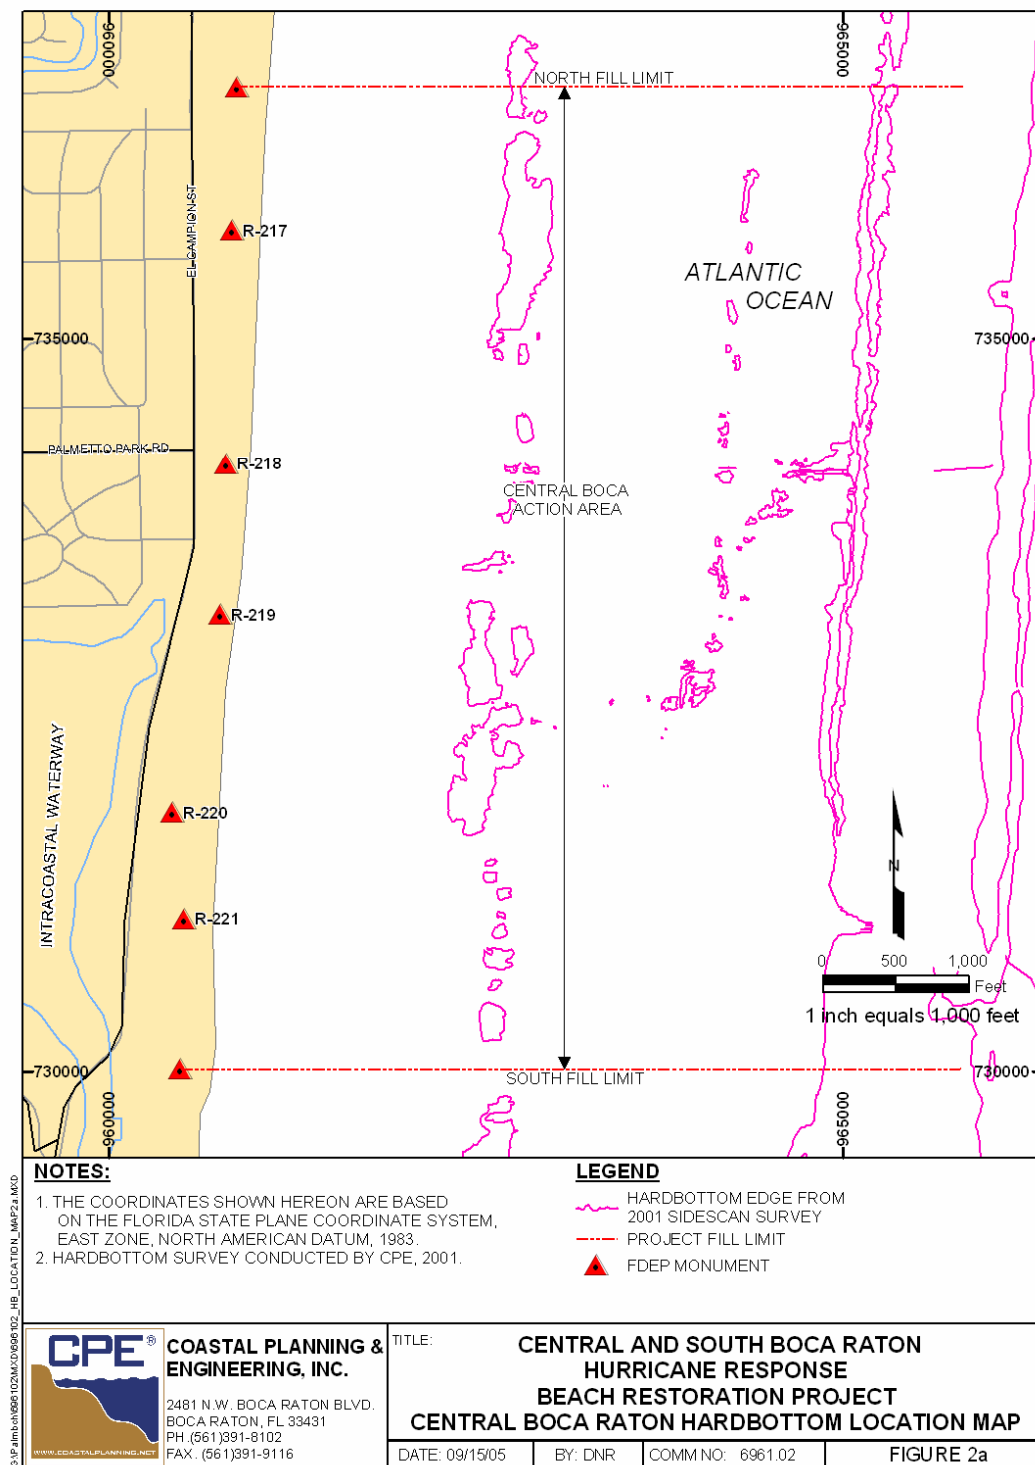 000096
000596
NORTH FILL LIMIT
EL CAMPION ST
R-217
ATLANTIC
OCEAN
735000
735000
PALMETTO PARK RD
R-218
CENTRAL BOCA
ACTION AREA
R-219
INTRACOASTAL WATERWAY
R-220
N
R-221
0 500 1,000
Feet
1 inch equals 1,000 feet
730000
730000
SOUTH FILL LIMIT
960000
965000
NOTES:
1. THE COORDINATES SHOWN HEREON ARE BASED
ON THE FLORIDA STATE PLANE COORDINATE SYSTEM,
EAST ZONE, NORTH AMERICAN DATUM, 1983.
2. HARDBOTTOM SURVEY CONDUCTED BY CPE, 2001.
LEGEND
HARDBOTTOM EDGE FROM
2001 SIDESCAN SURVEY
PROJECT FILL LIMIT
FDEP MONUMENT
CPE®
WWW.COASTALPLANNING.NET
COASTAL PLANNING &
ENGINEERING, INC.
2481 N.W. BOCA RATON BLVD.
BOCA RATON, FL 33431
PH.(561)391-8102
FAX. (561)391-9116
TITLE:
CENTRAL AND SOUTH BOCA RATON
HURRICANE RESPONSE
BEACH RESTORATION PROJECT
CENTRAL BOCA RATON HARDBOTTOM LOCATION MAP
DATE: 09/15/05
BY: DNR
COMM NO: 6961.02
FIGURE 2a